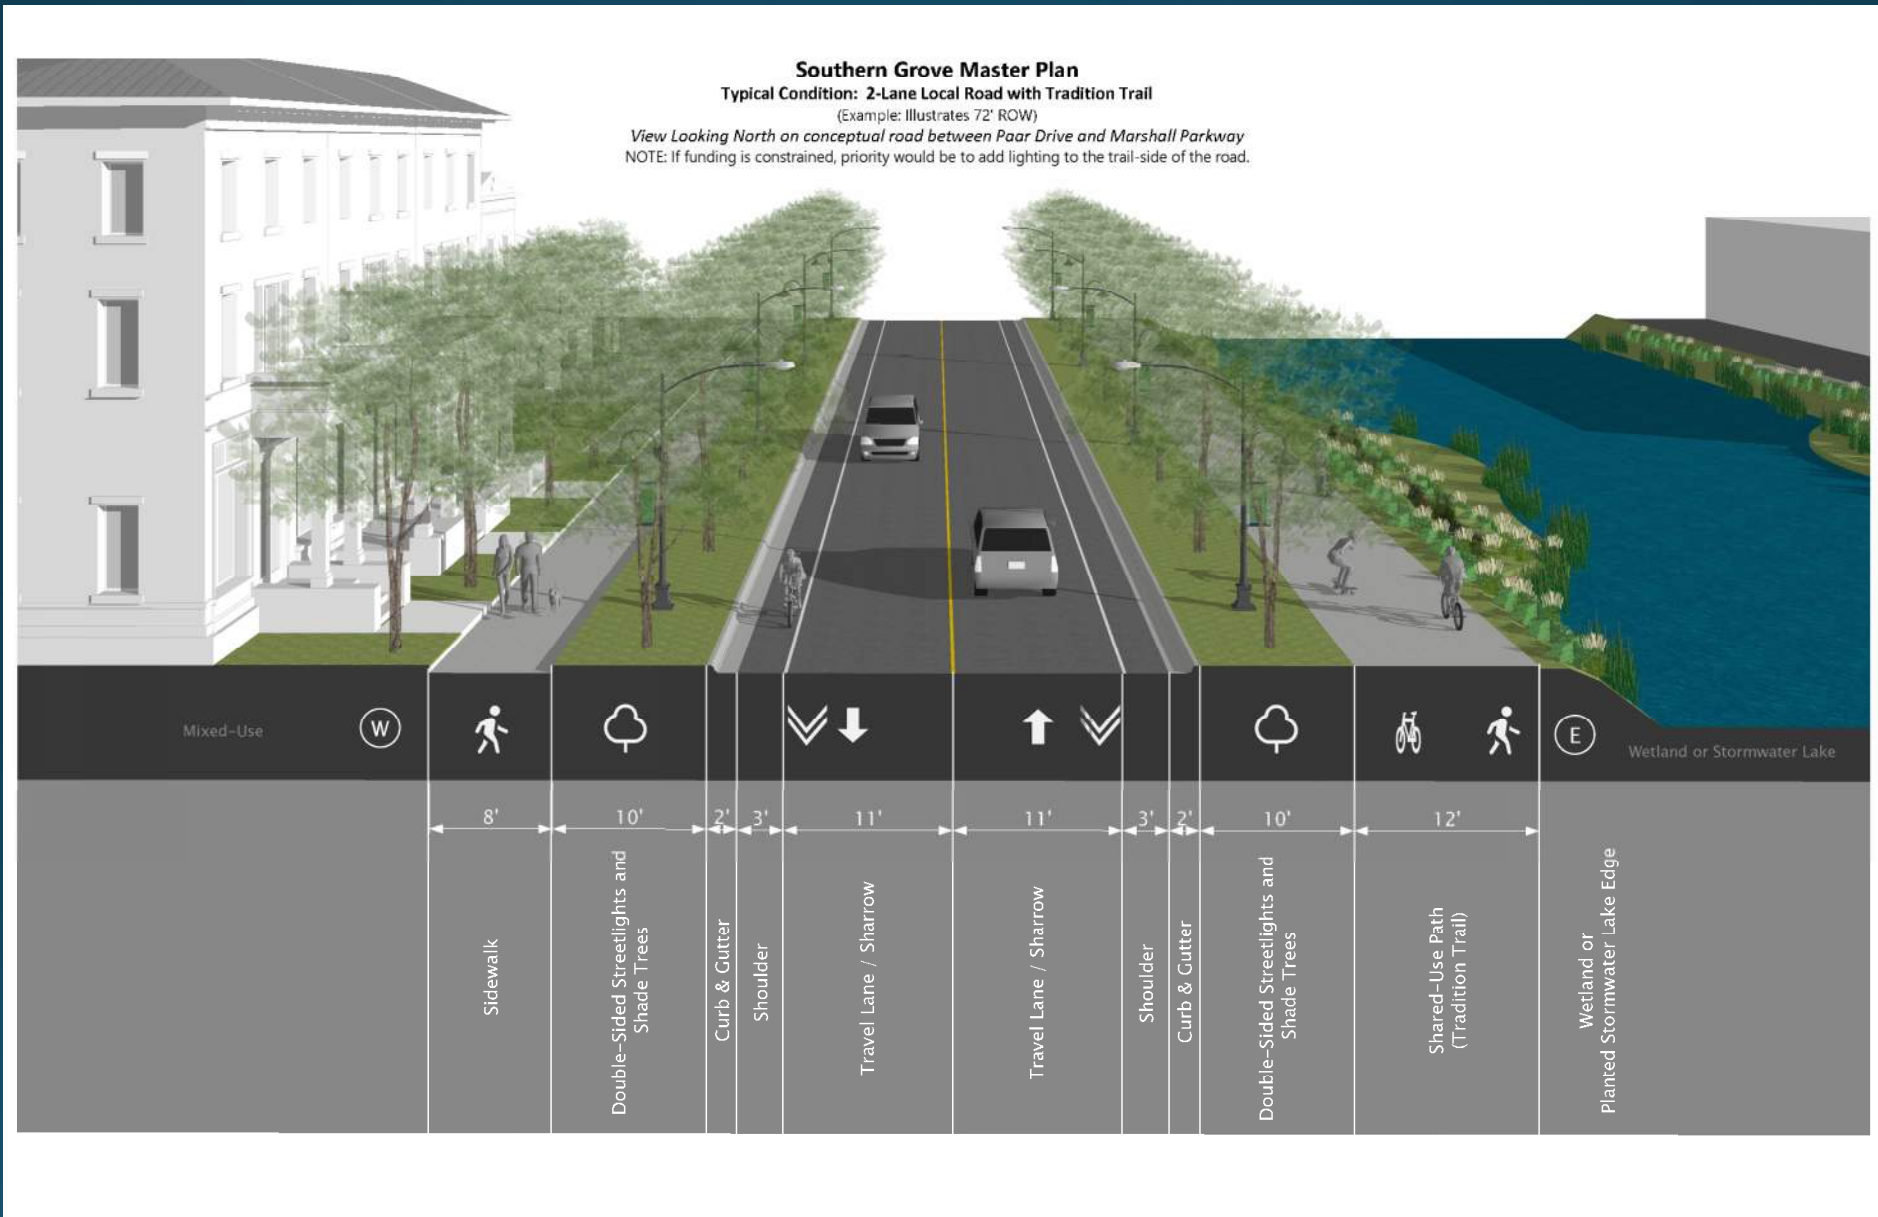 Southern Grove Master Plan
Typical Condition: 2-Lane Local Road with Tradition Trail
(Example: Illustrates 72' ROW)
View Looking North on conceptual road between Paar Drive and Marshall Parkway
NOTE: If funding is constrained, priority would be to add lighting to the trail-side of the road.
Mixed-Use
W
E
Wetland or Stormwater Lake
8'
10'
2'
3'
11'
11'
3'
2'
10'
12'
Sidewalk
Double-Sided Streetlights and
Shade Trees
Curb & Gutter
Shoulder
Travel Lane / Sharrow
Travel Lane / Sharrow
Shoulder
Curb & Gutter
Double-Sided Streetlights and
Shade Trees
Shared-Use Path
(Tradition Trail)
Wetland or
Planted Stormwater Lake Edge